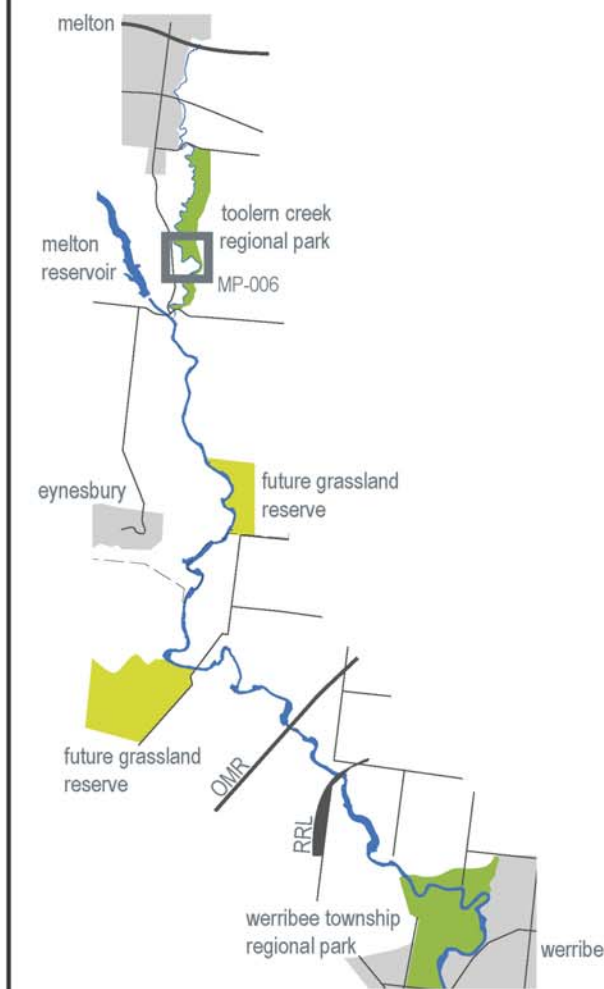 melton
toolern creek
regional park
melton
reservoir
MP-006
eynesbury
future grassland
reserve
future grassland
reserve
OMR
RRL
werribee township
regional park
werribe